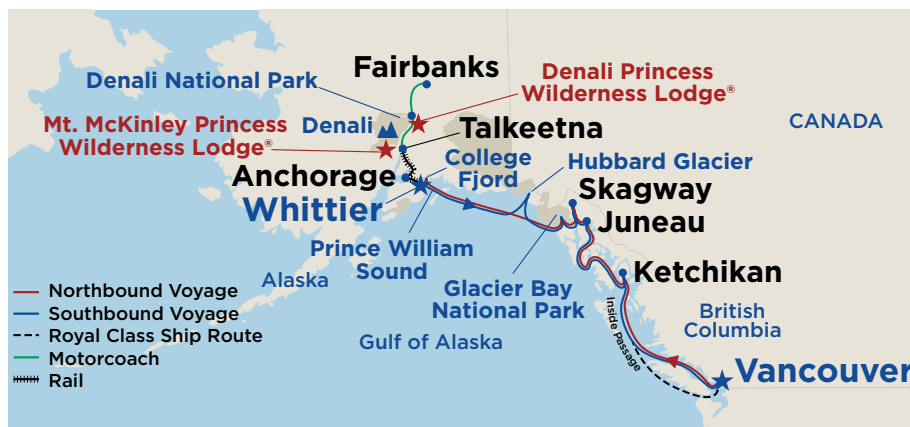 Fairbanks
Denali Princess
Wilderness Lodge®
Denali National Park
Mt. McKinley Princess
Wilderness Lodge®
Denali
Talkeetna
CANADA
College
Fjord
Hubbard Glacier
Anchorage
Whittier
Skagway
Juneau
Prince William
Sound
Alaska
Glacier Bay
National Park
Ketchikan
Northbound Voyage
Southbound Voyage
Royal Class Ship Route
Motorcoach
Rail
Gulf of Alaska
Inside Passage
British
Columbia
Vancouver